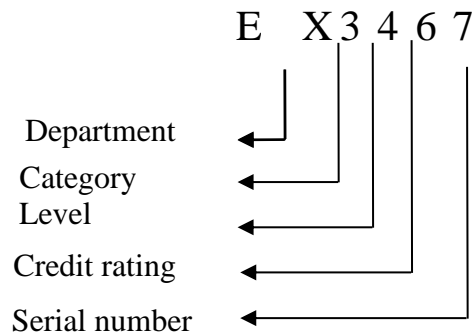 E X 3 4 6 7
Department
Category
Level
Credit rating
Serial number